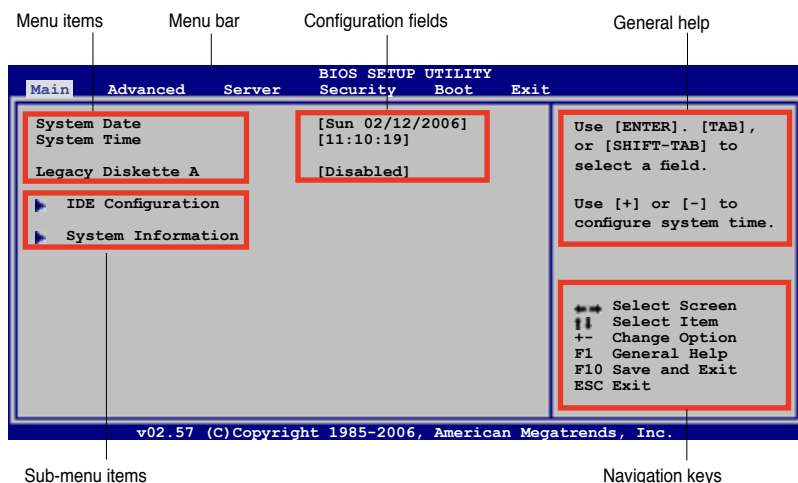 Menu items Menu bar Configuration fields General help
BIOS SETUP UTILITY
Main Advanced Server Security Boot Exit
System Date [Sun 02/12/2006]
System Time [11:10:19]
Legacy Diskette A [Disabled]
IDE Configuration
System Information
Use [ENTER]. [TAB],
or [SHIFT-TAB] to
select a field.
Use [+] or [-] to
configure system time.
Select Screen
Select Item
+- Change Option
F1 General Help
F10 Save and Exit
ESC Exit
v02.57 (C)Copyright 1985-2006, American Megatrends, Inc.
Sub-menu items Navigation keys